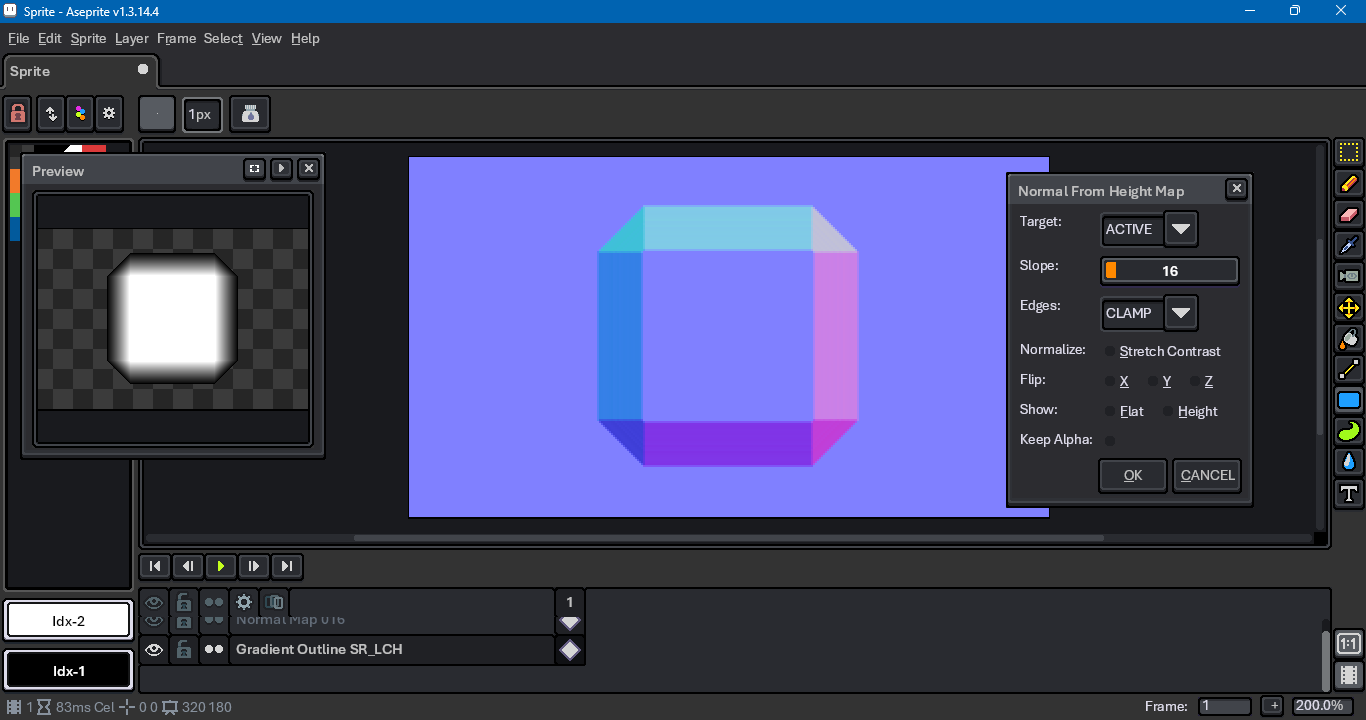 Sprite - Aseprite v1.3.14.4
File Edit Sprite Layer Frame Select View Help
Sprite
1px
Preview
Normal From Height Map
Target: ACTIVE
Slope: 16
Edges: CLAMP
Normalize: Stretch Contrast
Flip: X Y Z
Show: Flat Height
Keep Alpha:
OK CANCEL
1
Normal Map 016
Gradient Outline SR_LCH
Idx-2
Idx-1
1:1
1 83ms Cel 0 0 320 180
Frame: 1 + 200.0%